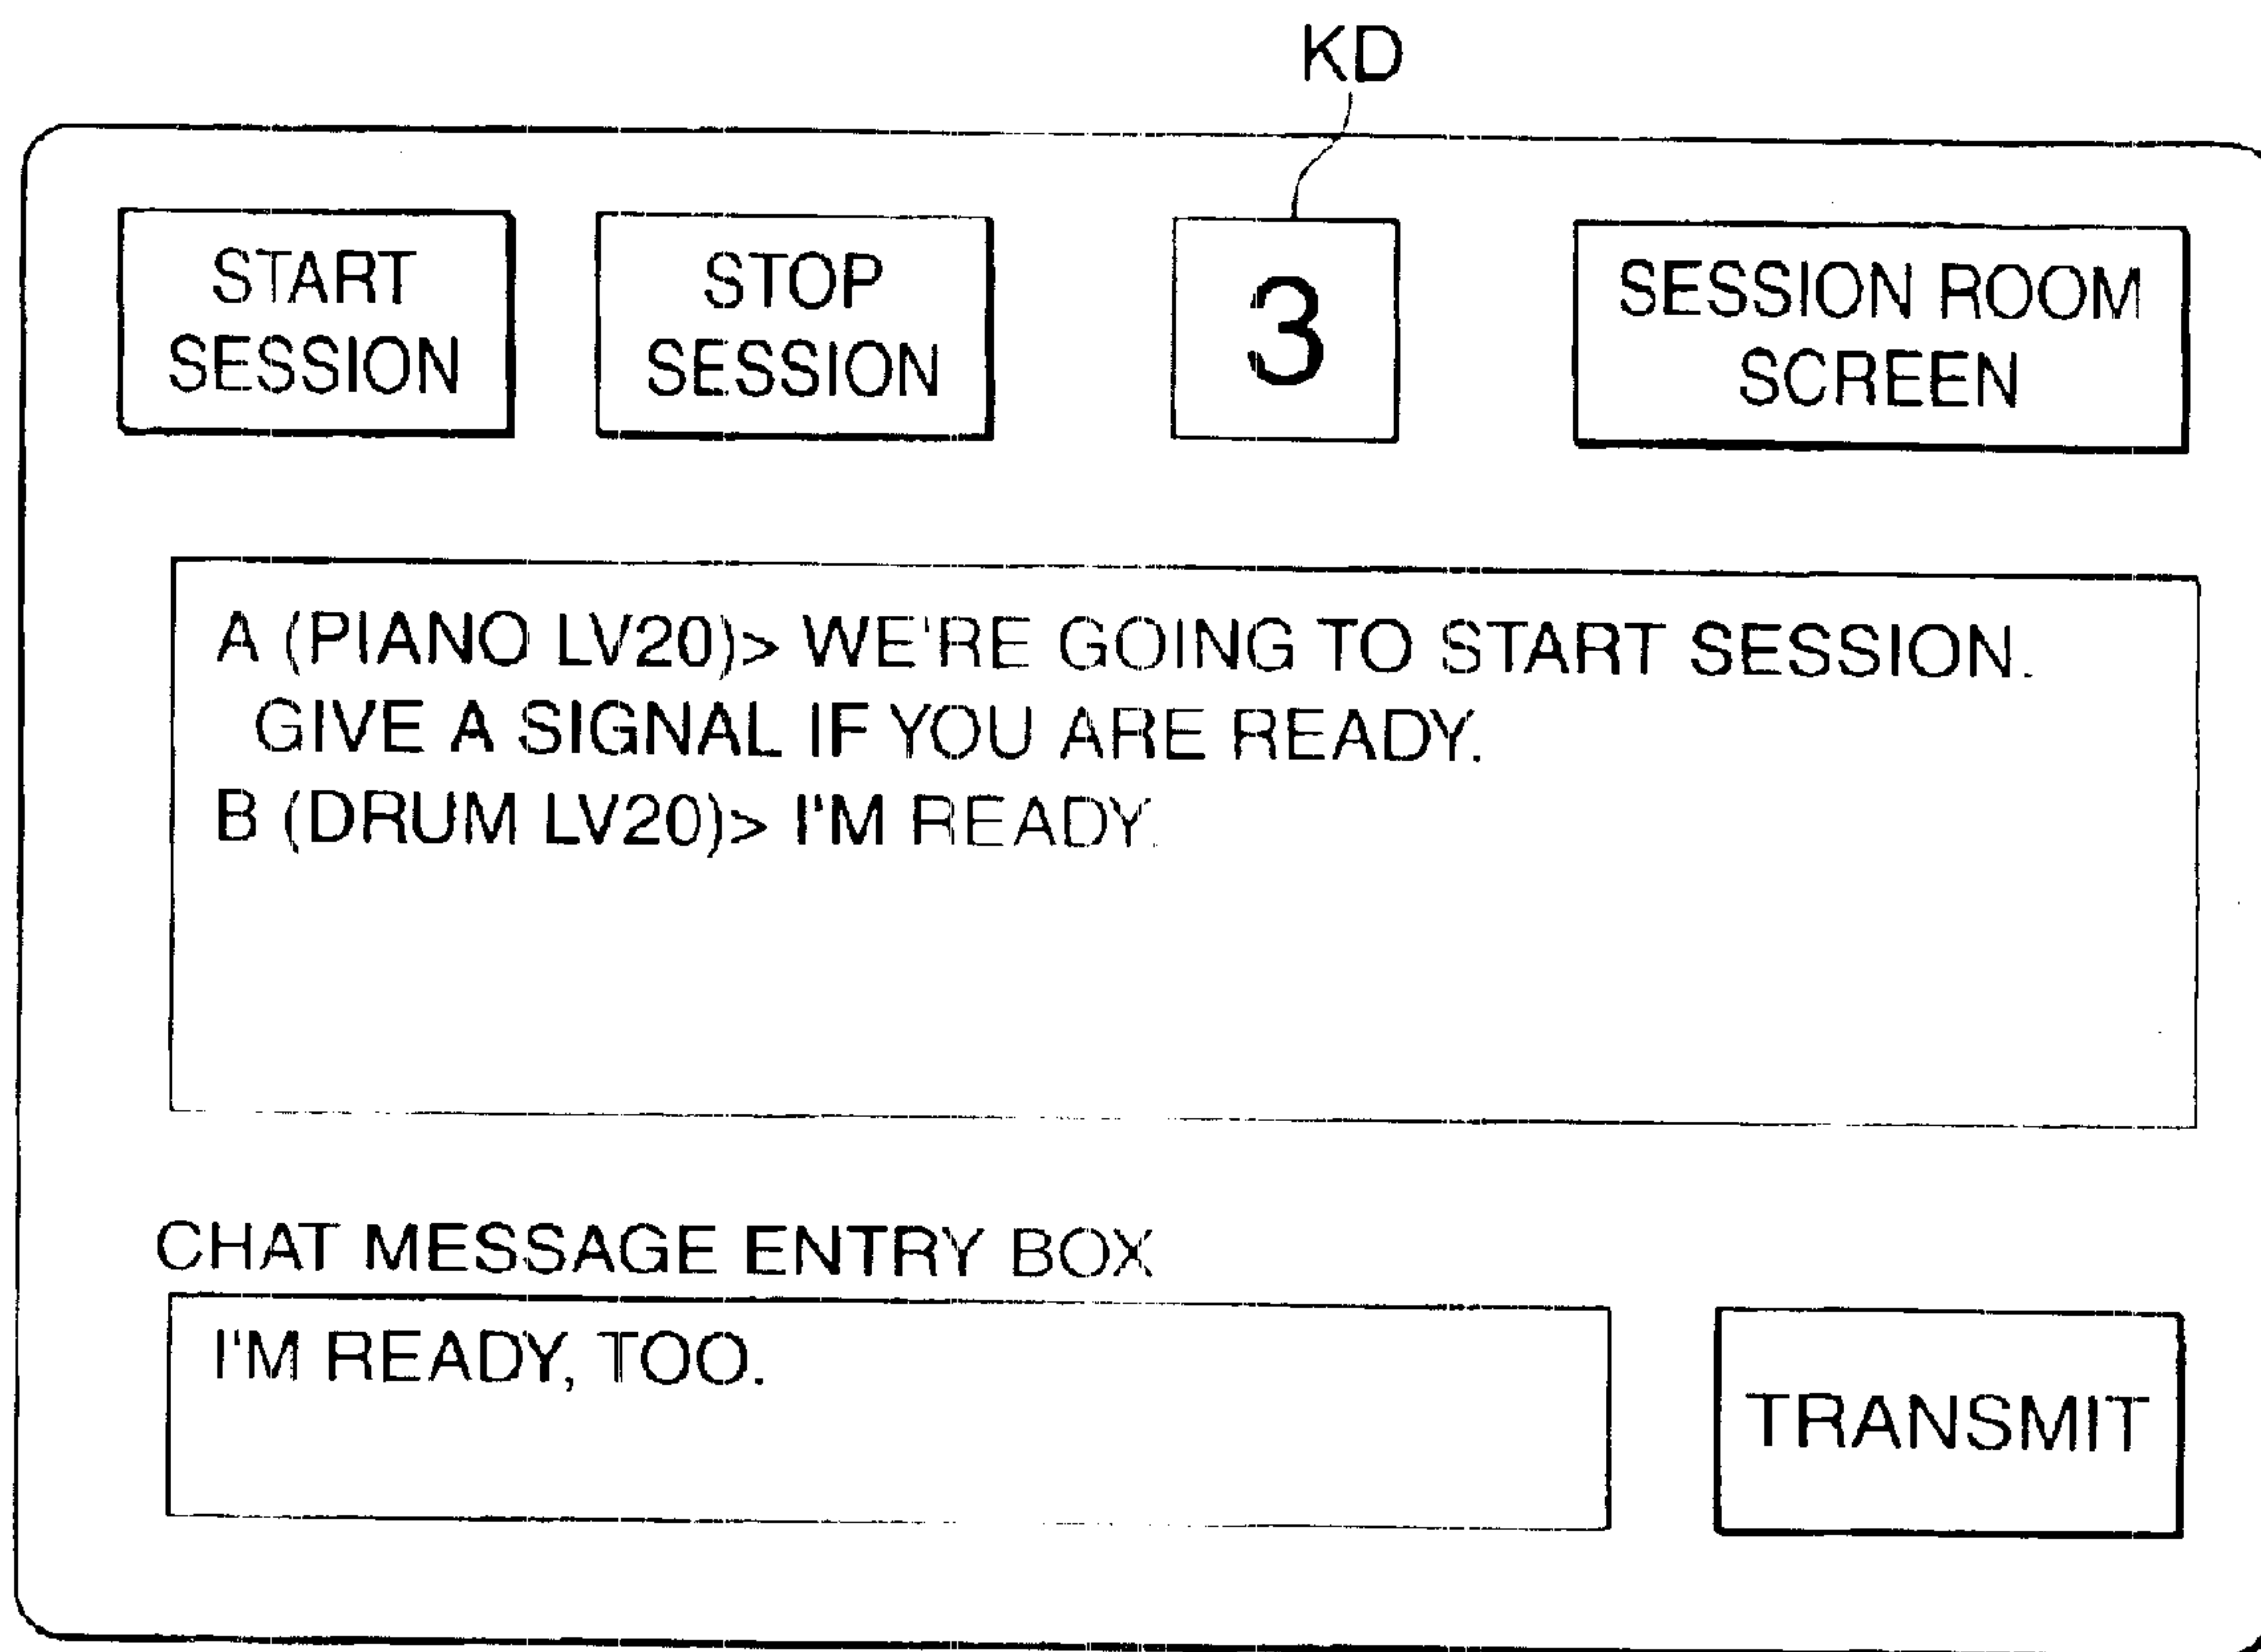 KD
START
SESSION
STOP
SESSION
3
SESSION ROOM
SCREEN
A (PIANO LV20)> WE'RE GOING TO START SESSION.
GIVE A SIGNAL IF YOU ARE READY.
B (DRUM LV20)> I'M READY.
CHAT MESSAGE ENTRY BOX
I'M READY, TOO.
TRANSMIT